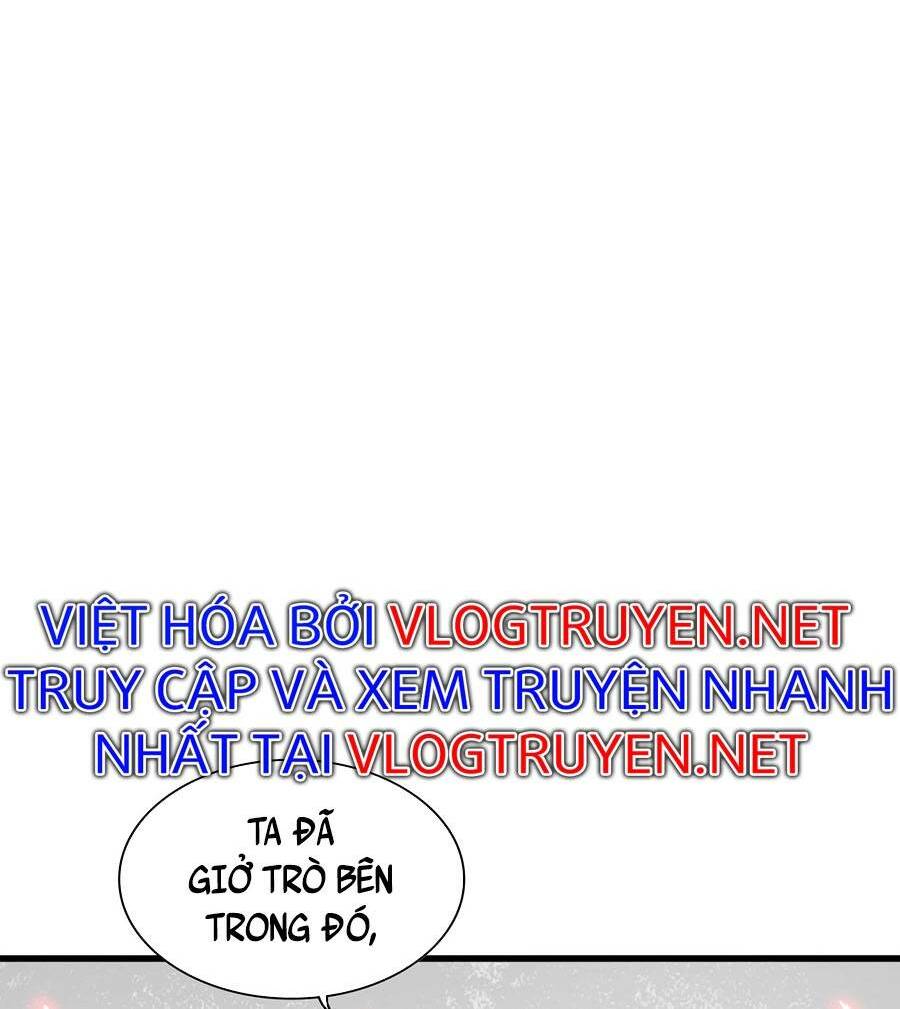 VIỆT HÓA BỞI VLOGTRUYEN.NET
TRUY CẬP VÀ XEM TRUYỆN NHANH
NHẤT TẠI VLOGTRUYEN.NET
TA ĐÃ
GIỞ TRÒ BÊN
TRONG ĐÓ,